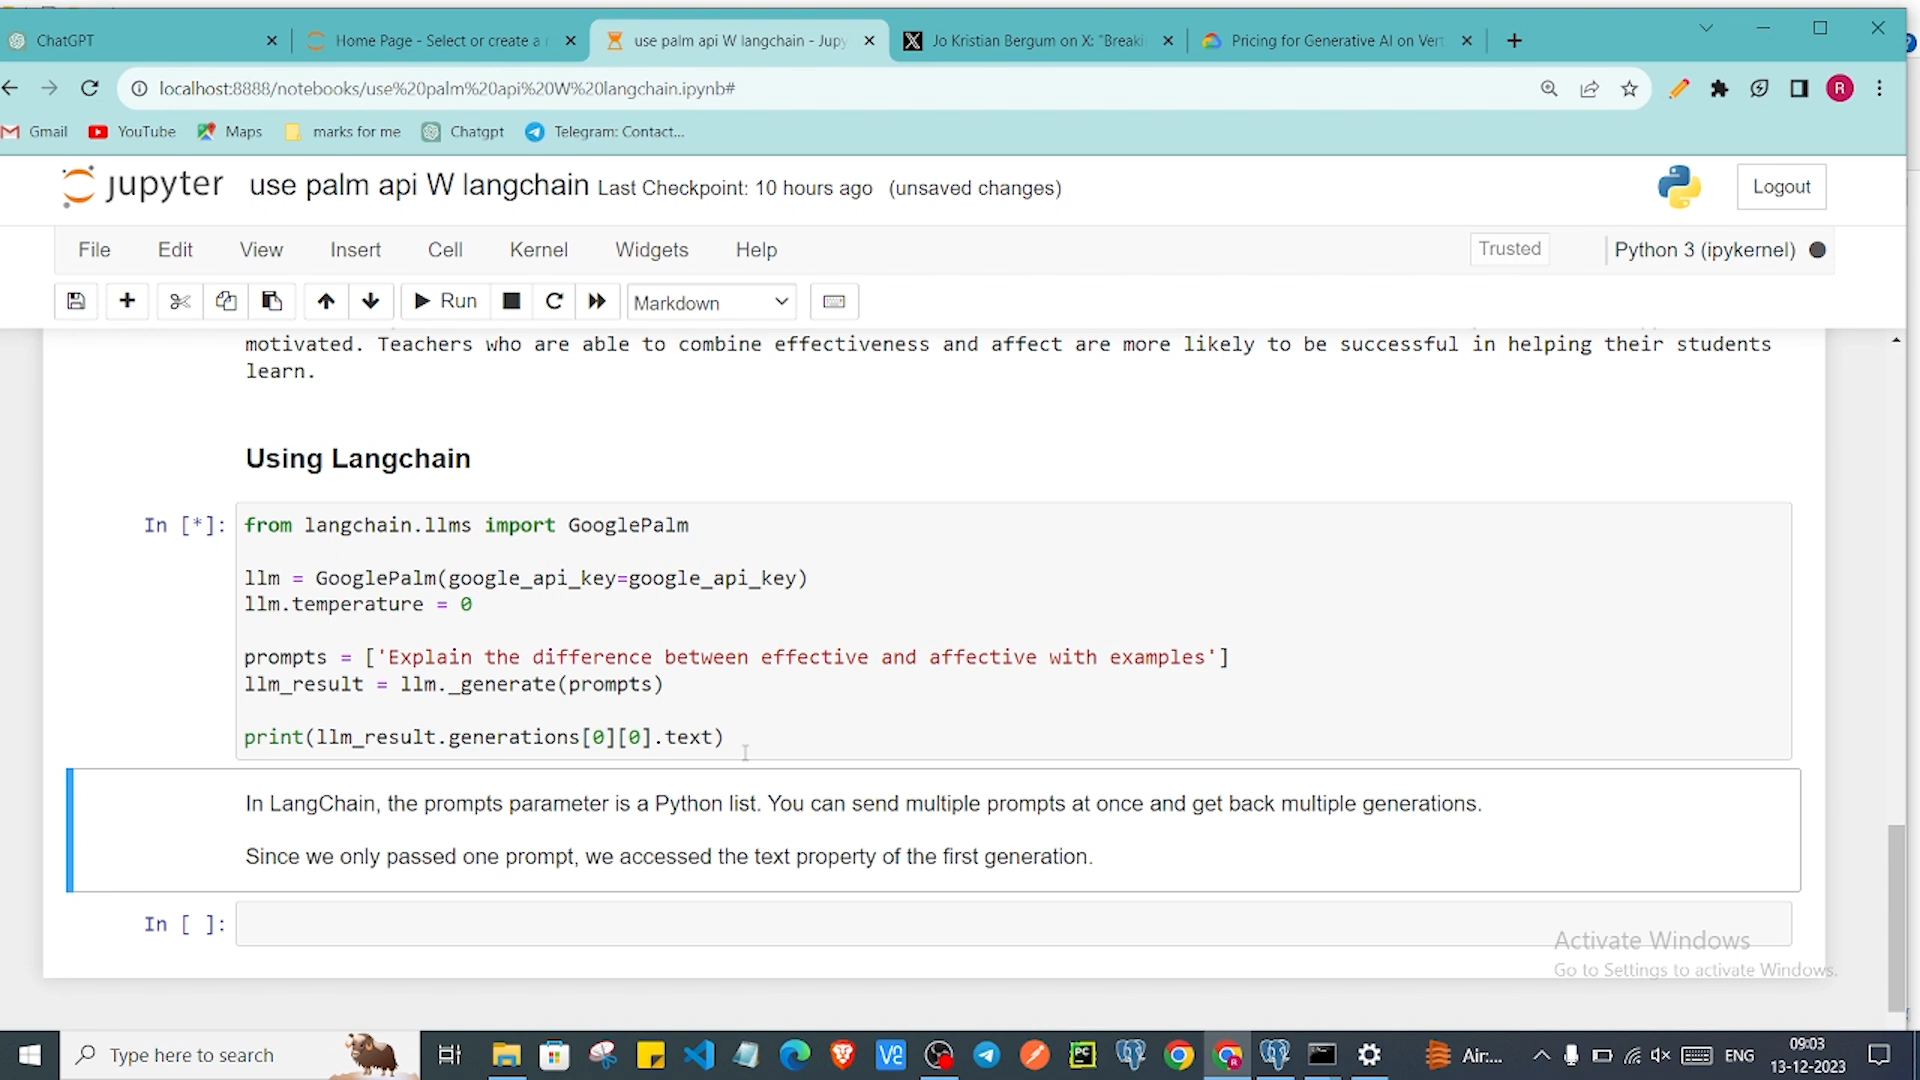 ChatGPT
Home Page - Select or create a
use palm api W langchain - Jupy
Jo Kristian Bergum on X: "Breaki
Pricing for Generative AI on Vert
localhost:8888/notebooks/use%20palm%20api%20W%20langchain.ipynb#
R
Gmail
YouTube
Maps
marks for me
Chatgpt
Telegram: Contact...
jupyter
use palm api W langchain Last Checkpoint: 10 hours ago (unsaved changes)
Logout
File
Edit
View
Insert
Cell
Kernel
Widgets
Help
Trusted
Python 3 (ipykernel)
Run
Markdown
motivated. Teachers who are able to combine effectiveness and affect are more likely to be successful in helping their students
learn.
Using Langchain
In [*]:
from langchain.llms import GooglePalm
llm = GooglePalm(google_api_key=google_api_key)
llm.temperature = 0
prompts = ['Explain the difference between effective and affective with examples']
llm_result = llm._generate(prompts)
print(llm_result.generations[0][0].text)
In LangChain, the prompts parameter is a Python list. You can send multiple prompts at once and get back multiple generations.
Since we only passed one prompt, we accessed the text property of the first generation.
In [ ]:
Activate Windows
Go to Settings to activate Windows.
Type here to search
Air:...
ENG
09:03
13-12-2023